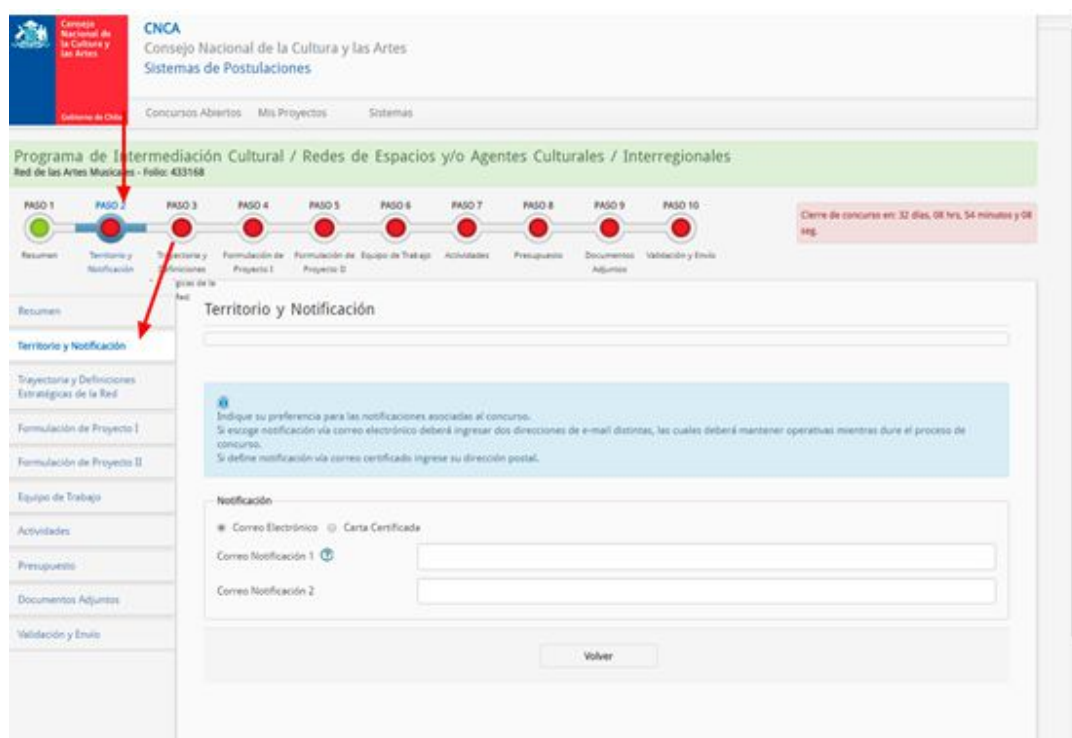 Consejo
Nacional de
la Cultura y
las Artes
Gobierno de Chile
CNCA
Consejo Nacional de la Cultura y las Artes
Sistemas de Postulaciones
Concursos Abiertos Mis Proyectos Sistemas
Programa de Intermediación Cultural / Redes de Espacios y/o Agentes Culturales / Interregionales
Red de las Artes Musicales - Folio: 433168
PASO 1 PASO 2 PASO 3 PASO 4 PASO 5 PASO 6 PASO 7 PASO 8 PASO 9 PASO 10
Cierre de concurso en: 32 días, 08 hrs, 54 minutos y 08
seg.
Resumen Territorio y Trayectoria y Formulación de Formulación de Equipo de Trabajo Actividades Presupuesto Documentos Validación y Envío
Notificación Definiciones Proyecto I Proyecto II Adjuntos
de la
Red
Resumen
Territorio y Notificación
Trayectoria y Definiciones
Estratégicas de la Red
Formulación de Proyecto I
Formulación de Proyecto II
Equipo de Trabajo
Actividades
Presupuesto
Documentos Adjuntos
Validación y Envío
Territorio y Notificación
Indique su preferencia para las notificaciones asociadas al concurso.
Si escoge notificación vía correo electrónico deberá ingresar dos direcciones de e-mail distintas, las cuales deberá mantener operativas mientras dure el proceso de
concurso.
Si define notificación vía correo certificado ingrese su dirección postal.
Notificación
Correo Electrónico Carta Certificada
Correo Notificación 1 ?
Correo Notificación 2
Volver